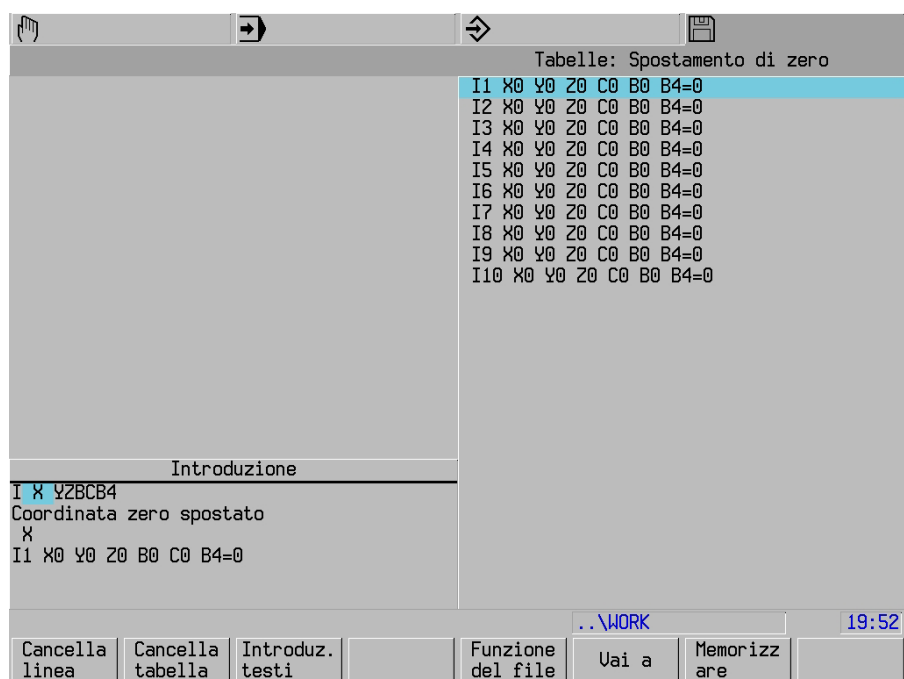 Tabelle: Spostamento di zero
I1 X0 Y0 Z0 C0 B0 B4=0
I2 X0 Y0 Z0 C0 B0 B4=0
I3 X0 Y0 Z0 C0 B0 B4=0
I4 X0 Y0 Z0 C0 B0 B4=0
I5 X0 Y0 Z0 C0 B0 B4=0
I6 X0 Y0 Z0 C0 B0 B4=0
I7 X0 Y0 Z0 C0 B0 B4=0
I8 X0 Y0 Z0 C0 B0 B4=0
I9 X0 Y0 Z0 C0 B0 B4=0
I10 X0 Y0 Z0 C0 B0 B4=0
Introduzione
I X YZBCB4
Coordinata zero spostato
X
I1 X0 Y0 Z0 B0 C0 B4=0
..\WORK 19:52
Cancella linea
Cancella tabella
Introduz. testi
Funzione del file
Vai a
Memorizz are